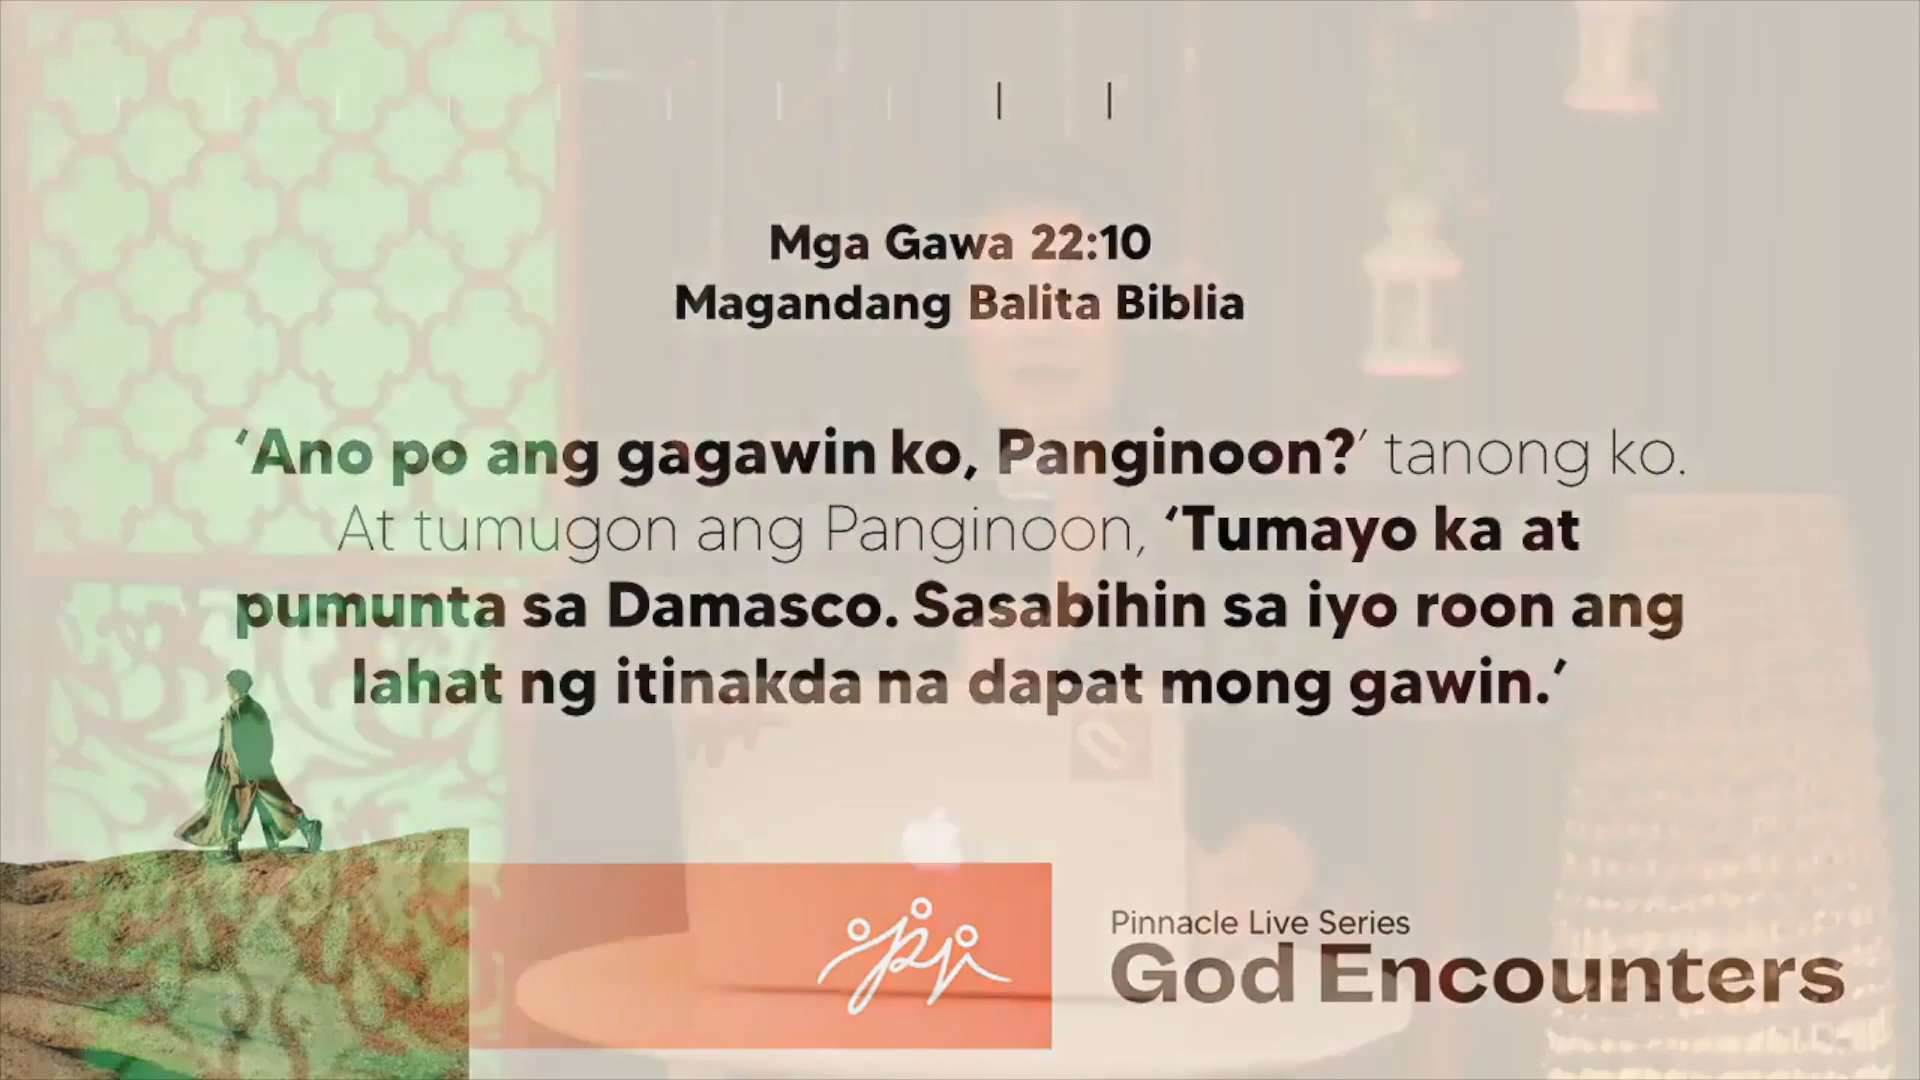 Mga Gawa 22:10
Magandang Balita Biblia
‘Ano po ang gagawin ko, Panginoon?’ tanong ko.
At tumugon ang Panginoon, ‘Tumayo ka at
pumunta sa Damasco. Sasabihin sa iyo roon ang
lahat ng itinakda na dapat mong gawin.’
Pinnacle Live Series
God Encounters